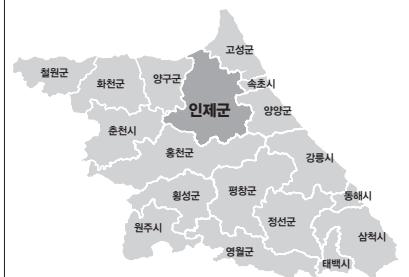 고성군
철원군
화천군
양구군
속초시
인제군
양양군
춘천시
홍천군
강릉시
횡성군
평창군
동해시
정선군
원주시
삼척시
영월군
태백시